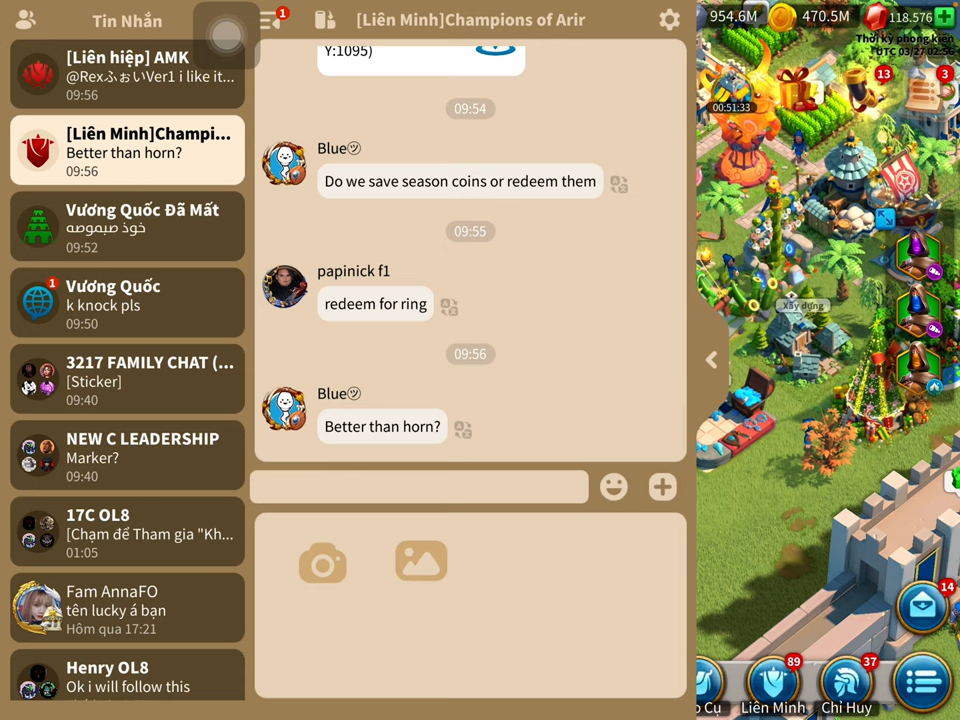 Tin Nhắn
[Liên hiệp] AMK
@RexふぉぃVer1 i like it...
09:56
[Liên Minh]Champi...
Better than horn?
09:56
Vương Quốc Đã Mất
09:52
Vương Quốc
1
k knock pls
09:50
3217 FAMILY CHAT (...
[Sticker]
09:40
NEW C LEADERSHIP
Marker?
09:40
17C OL8
[Chạm để Tham gia "Kh...
01:05
Fam AnnaFO
tên lucky á bạn
Hôm qua 17:21
Henry OL8
Ok i will follow this
1
[Liên Minh]Champions of Arir
Y:1095)
09:54
Blueツ
Do we save season coins or redeem them
09:55
papinick f1
redeem for ring
09:56
Blueツ
Better than horn?
954.6M
470.5M
118.576
Thời kỳ phong kiến
UTC 03/27 02:56
13
3
00:51:33
Xây dựng
14
89
37
o Cụ
Liên Minh
Chỉ Huy